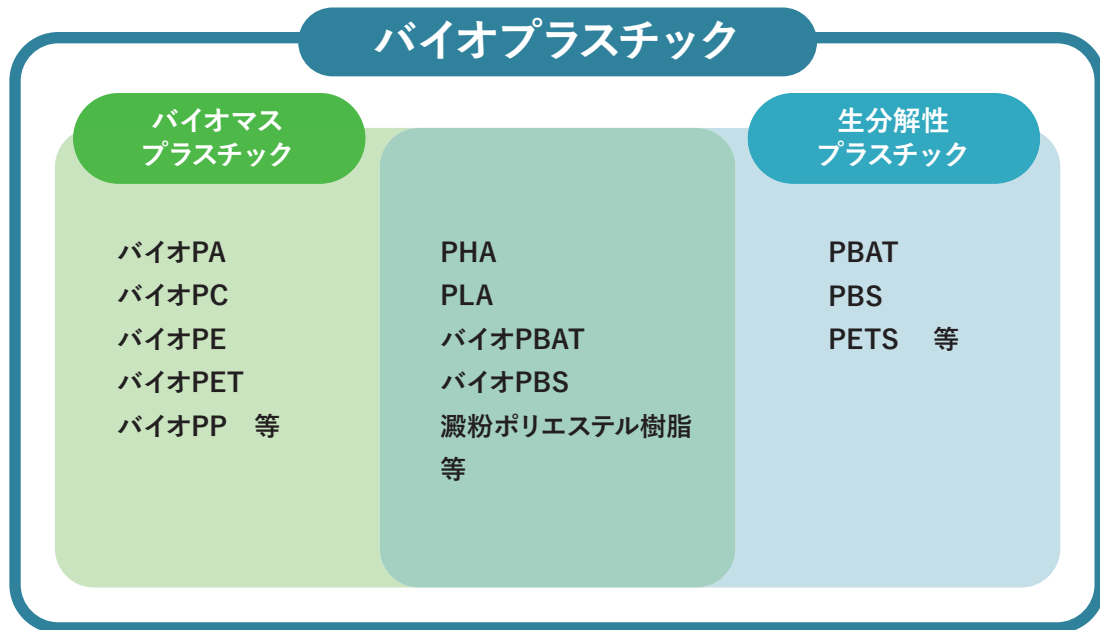 バイオプラスチック
バイオマス
プラスチック
バイオPA
バイオPC
バイオPE
バイオPET
バイオPP 等
PHA
PLA
バイオPBAT
バイオPBS
澱粉ポリエステル樹脂
等
生分解性
プラスチック
PBAT
PBS
PETS 等